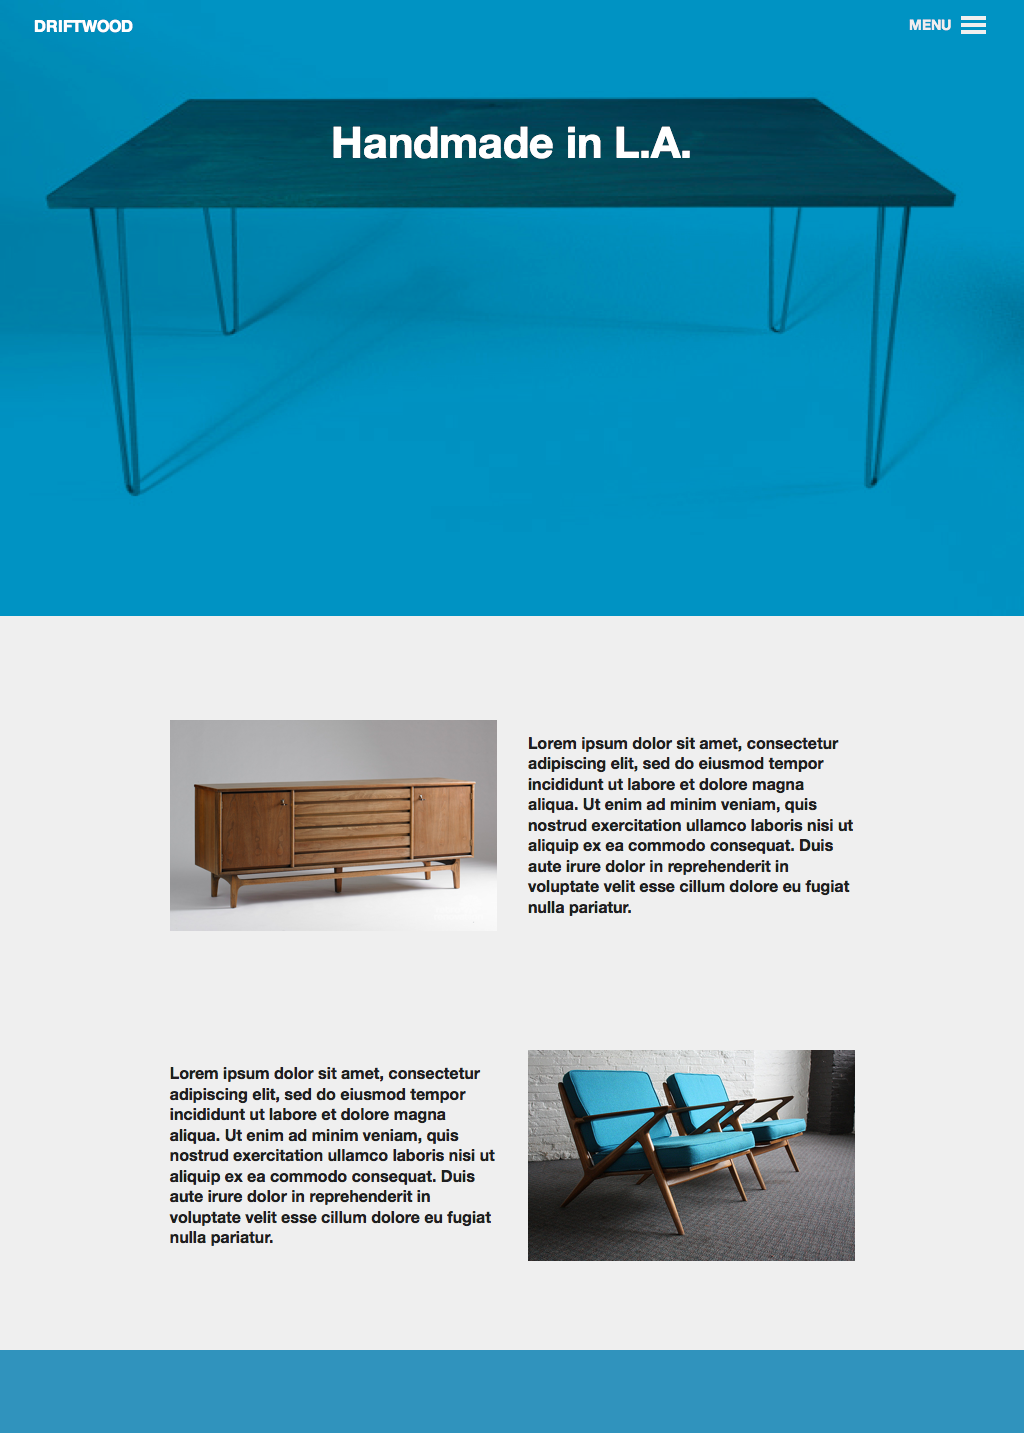 DRIFTWOOD
MENU
Handmade in L.A.
Lorem ipsum dolor sit amet, consectetur
adipiscing elit, sed do eiusmod tempor
incididunt ut labore et dolore magna
aliqua. Ut enim ad minim veniam, quis
nostrud exercitation ullamco laboris nisi ut
aliquip ex ea commodo consequat. Duis
aute irure dolor in reprehenderit in
voluptate velit esse cillum dolore eu fugiat
nulla pariatur.
Lorem ipsum dolor sit amet, consectetur
adipiscing elit, sed do eiusmod tempor
incididunt ut labore et dolore magna
aliqua. Ut enim ad minim veniam, quis
nostrud exercitation ullamco laboris nisi ut
aliquip ex ea commodo consequat. Duis
aute irure dolor in reprehenderit in
voluptate velit esse cillum dolore eu fugiat
nulla pariatur.